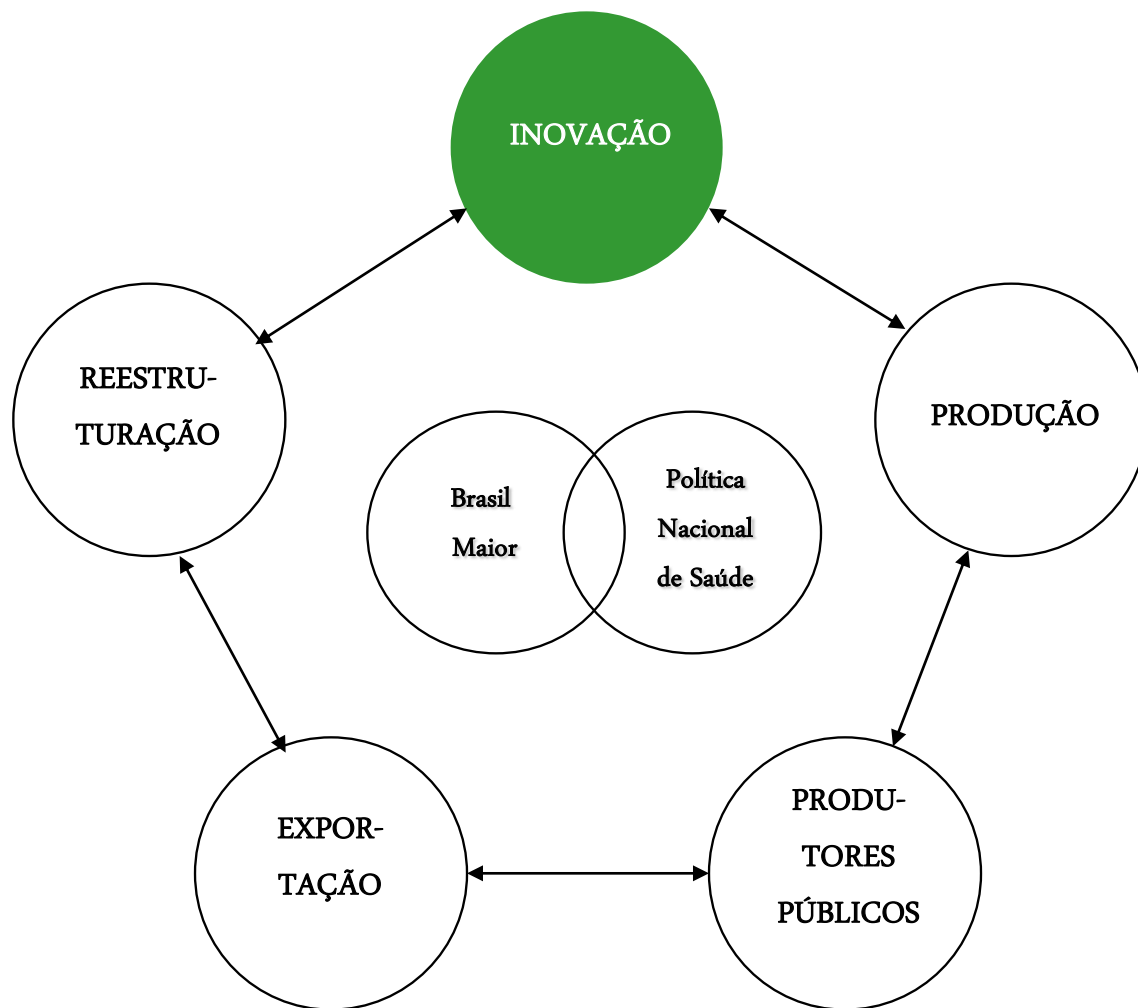 INOVAÇÃO
REESTRU-
TURAÇÃO
PRODUÇÃO
Brasil
Maior
Política
Nacional
de Saúde
EXPOR-
TAÇÃO
PRODU-
TORES
PÚBLICOS